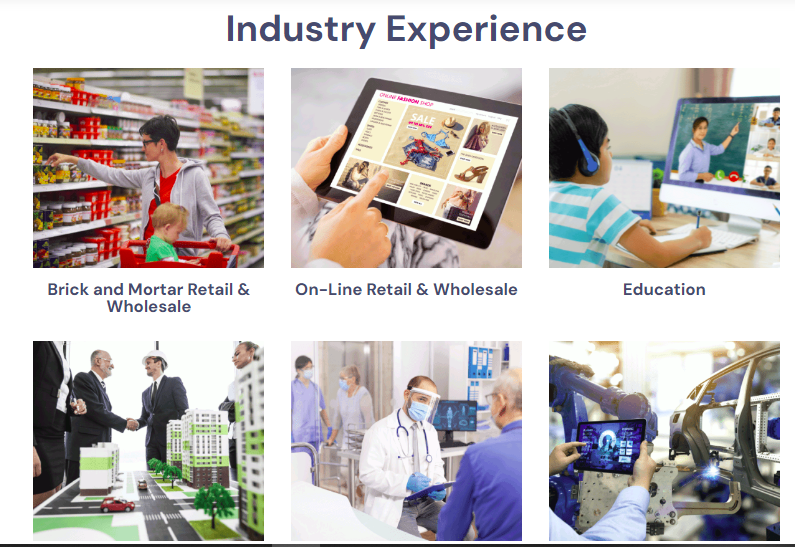 Industry Experience
ONLINE FASHION SHOP
SALE
Brick and Mortar Retail &
Wholesale
On-Line Retail & Wholesale
Education